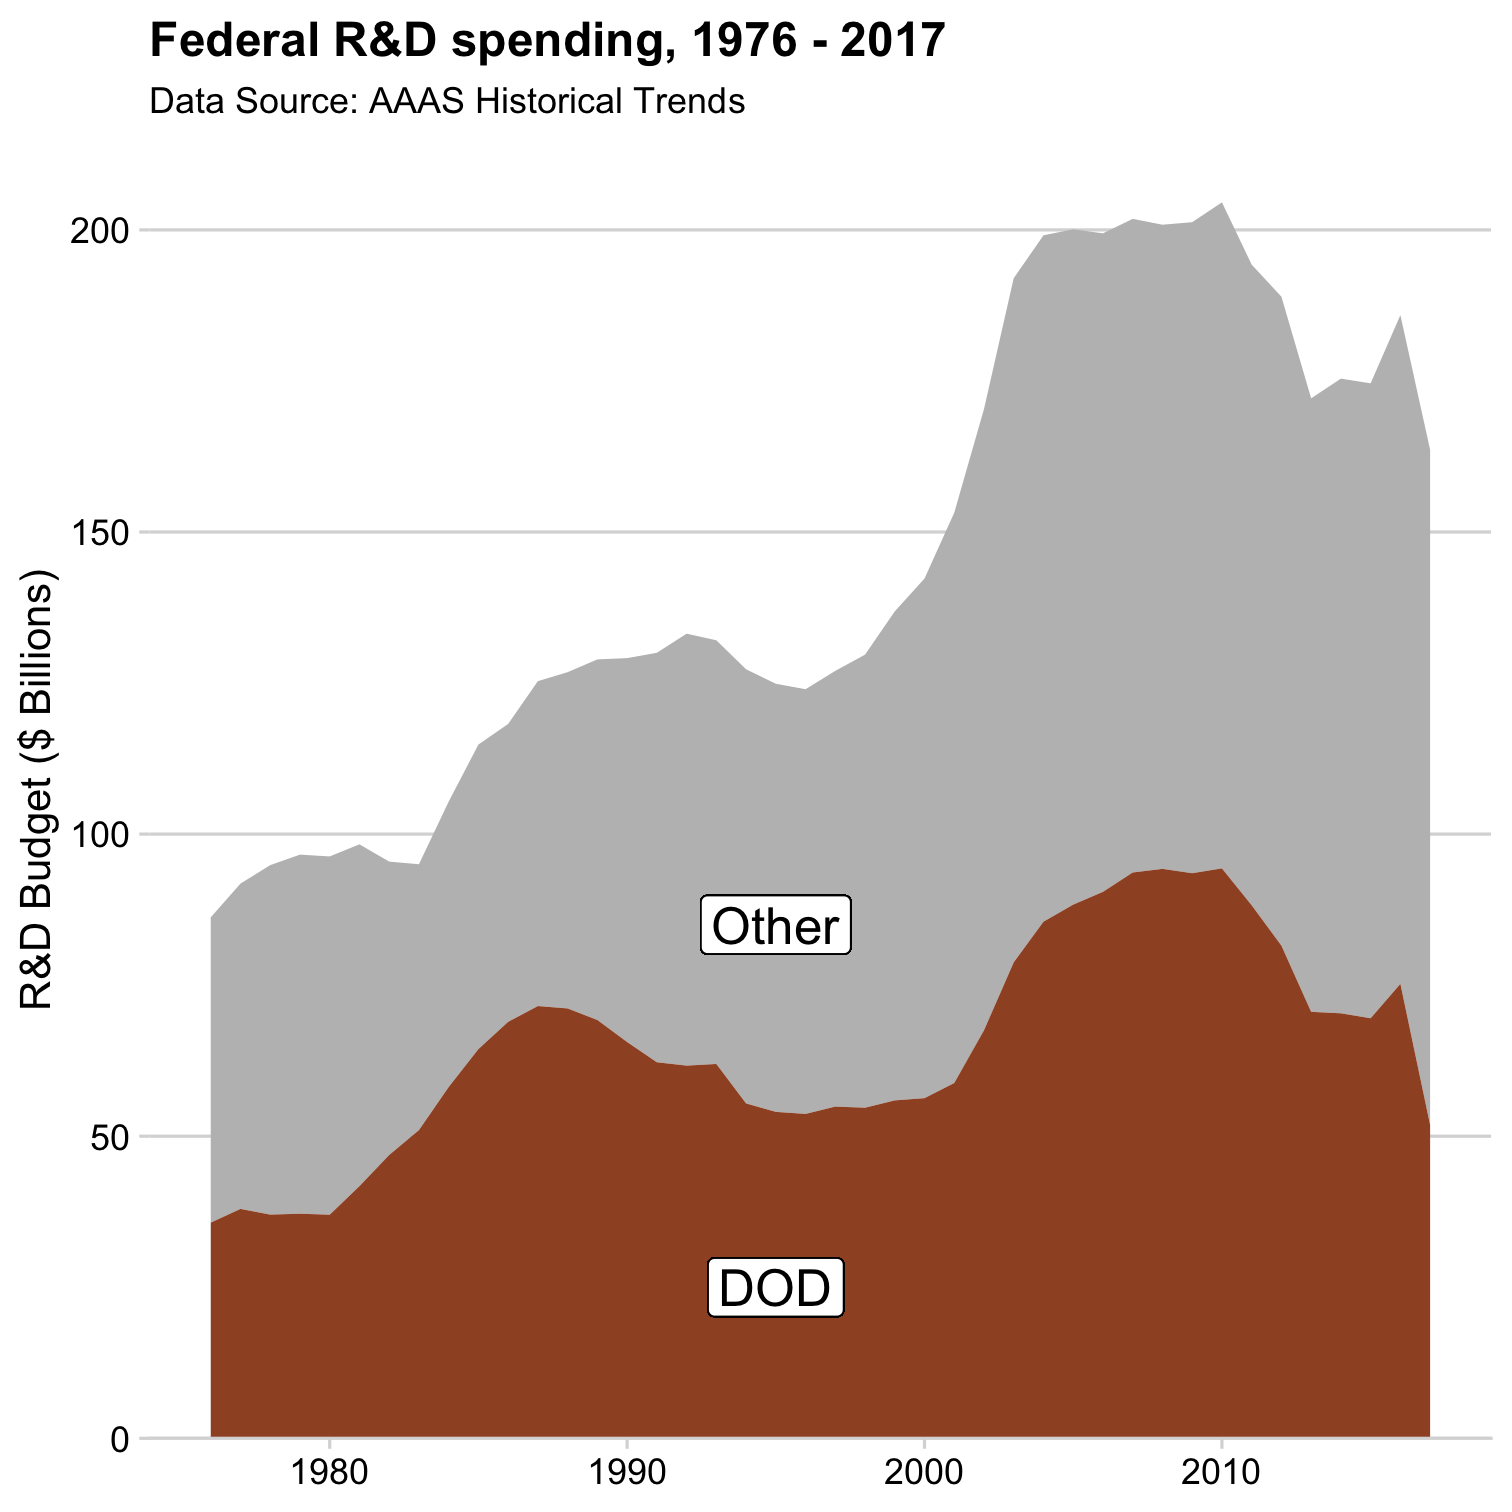 Federal R&D spending, 1976 - 2017
Data Source: AAAS Historical Trends
R&D Budget ($ Billions)
200
150
100
50
0
Other
DOD
1980 1990 2000 2010